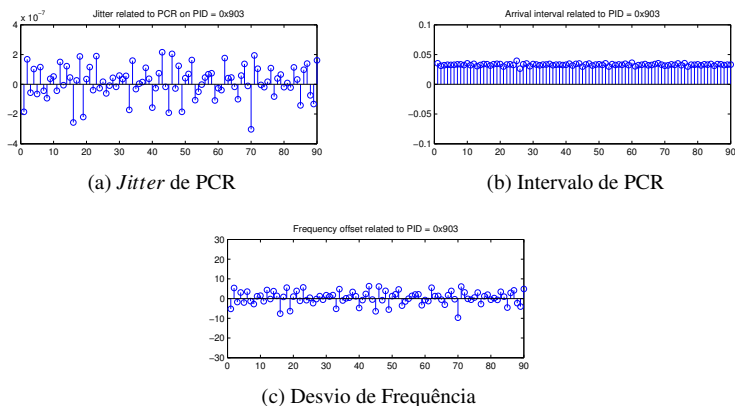 Jitter related to PCR on PID = 0x903
x 10⁻⁷
4
2
0
−2
−4
0 10 20 30 40 50 60 70 80 90
(a) Jitter de PCR
Arrival interval related to PID = 0x903
0.1
0.05
0
−0.05
−0.1
0 10 20 30 40 50 60 70 80 90
(b) Intervalo de PCR
Frequency offset related to PID = 0x903
30
20
10
0
−10
−20
−30
0 10 20 30 40 50 60 70 80 90
(c) Desvio de Frequência